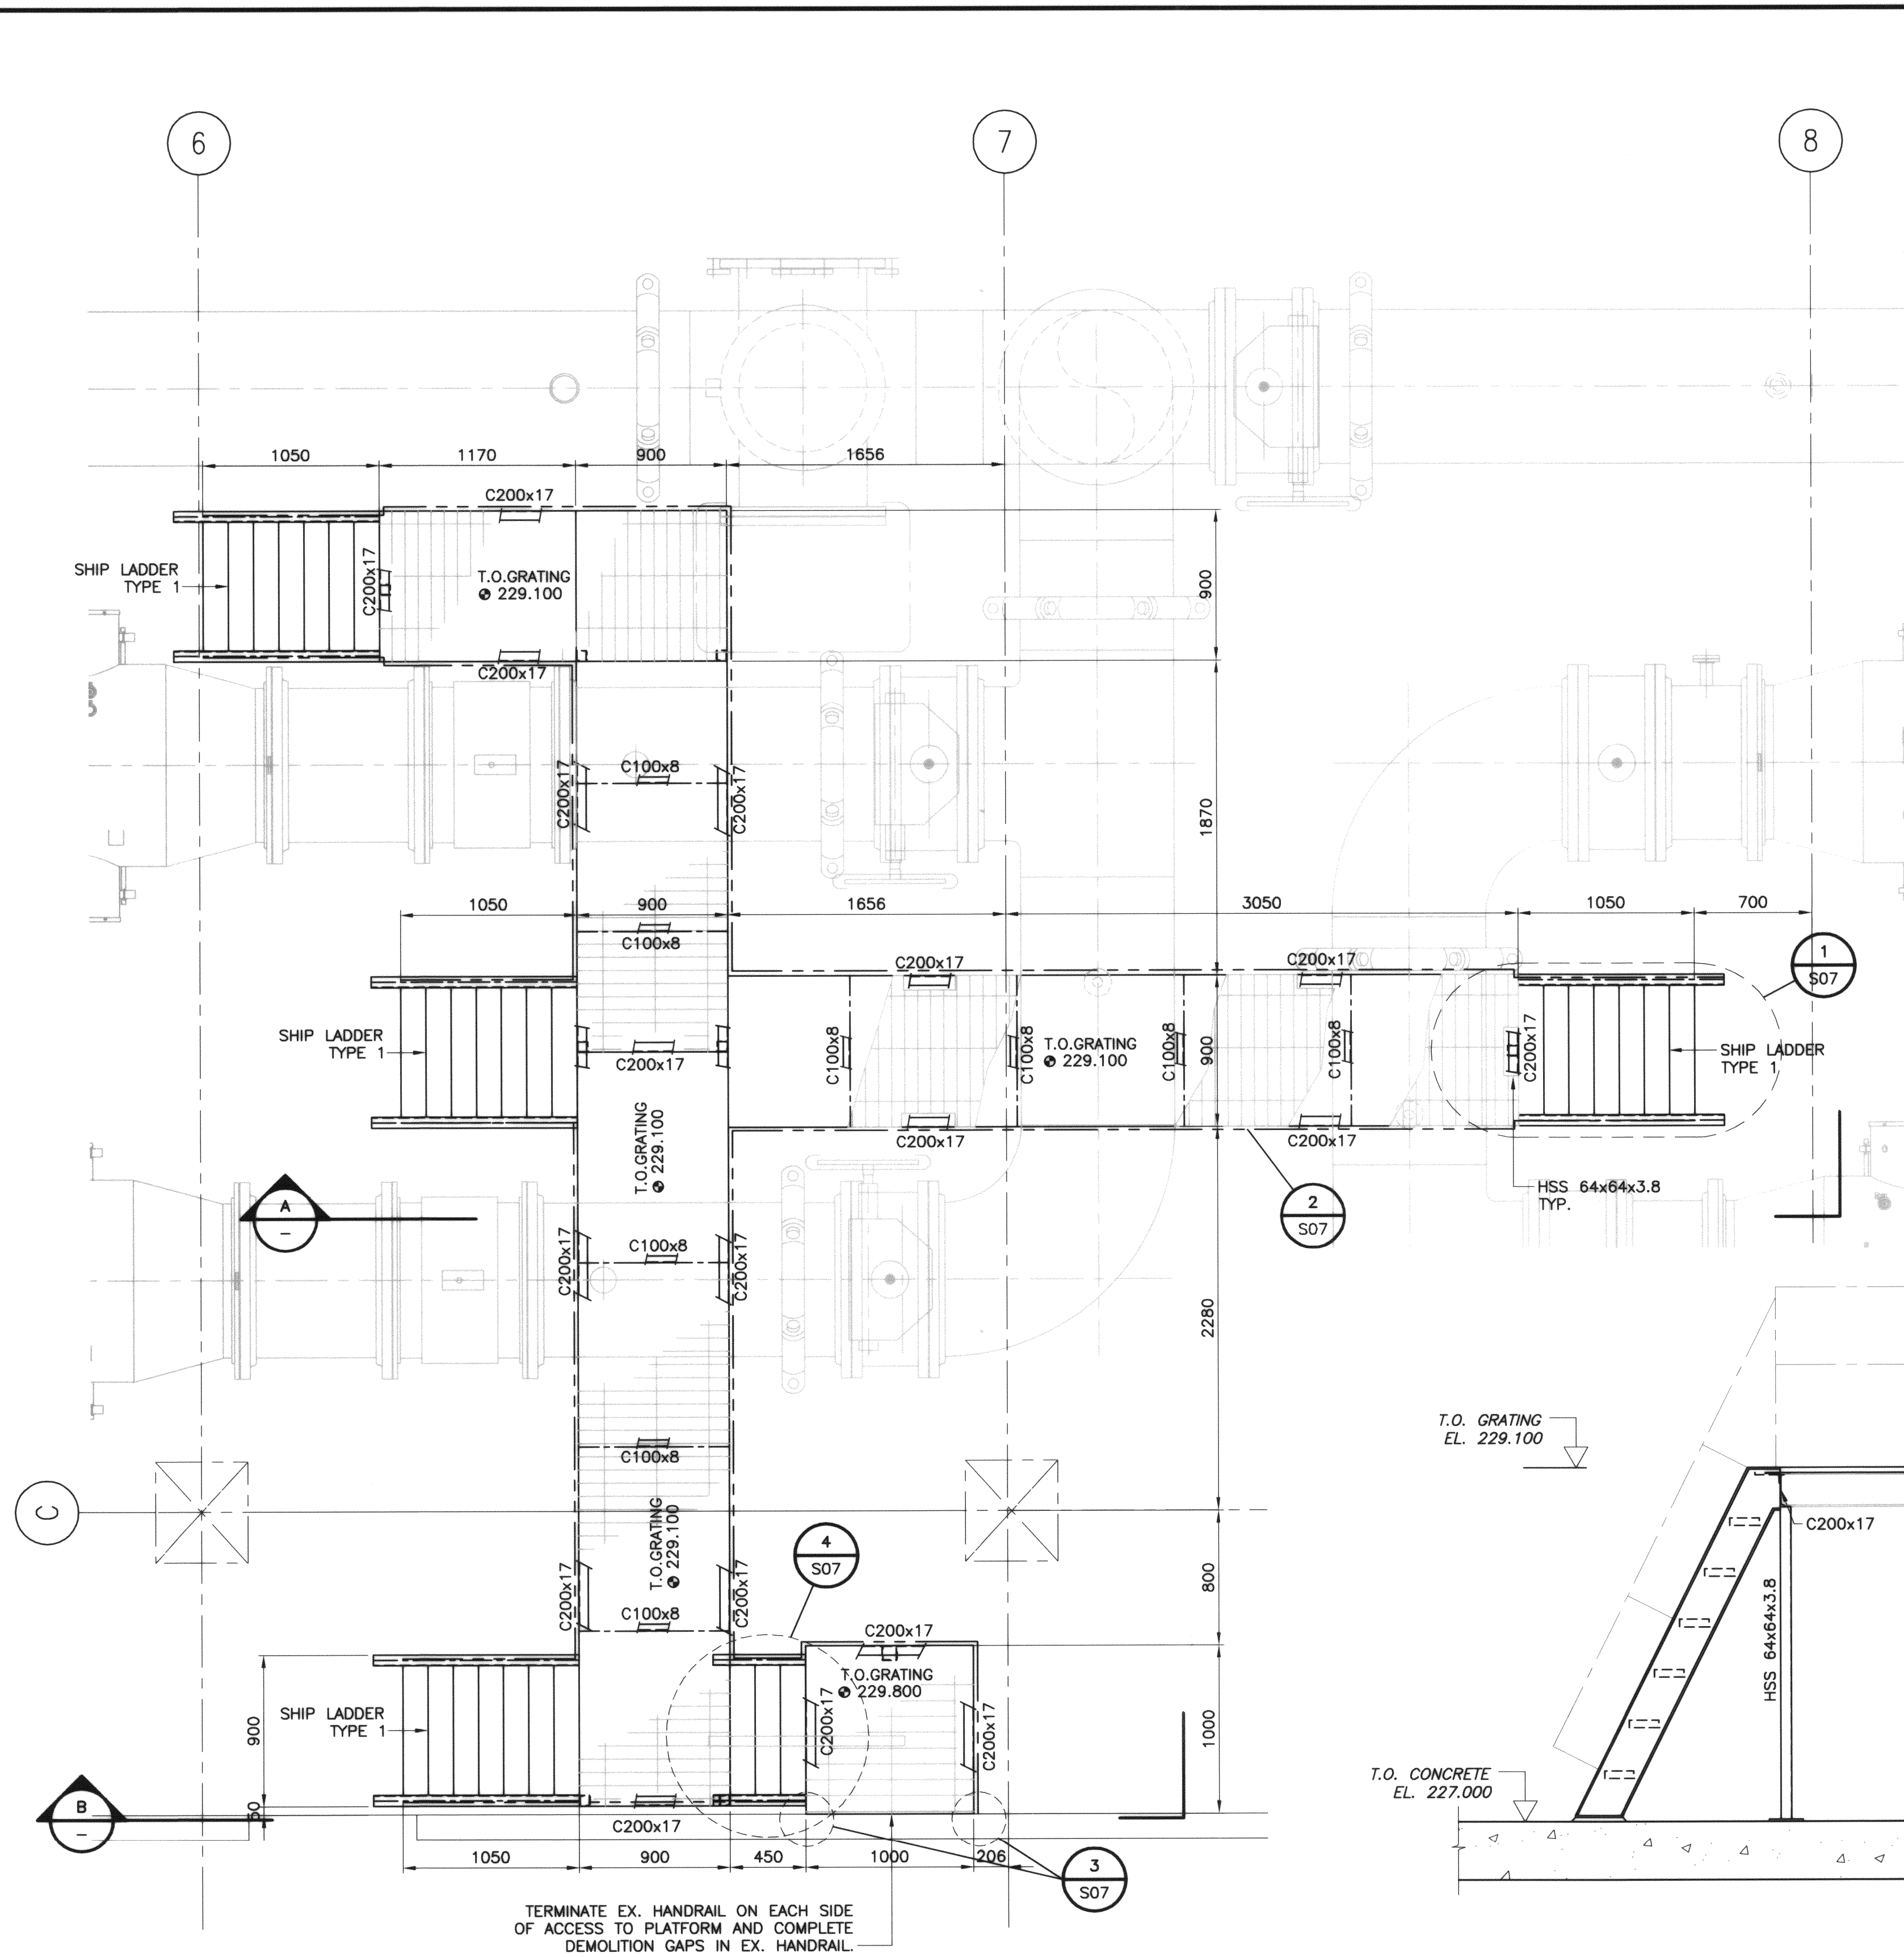 6
7
8
1050
1170
900
1656
C200x17
SHIP LADDER
TYPE 1
C200x17
T.O.GRATING
229.100
900
C200x17
C200x17
C100x8
C200x17
1870
1050
900
1656
3050
1050
700
C100x8
C200x17
C200x17
1
S07
SHIP LADDER
TYPE 1
C200x17
C100x8
C100x8
T.O.GRATING
229.100
C100x8
900
C100x8
C200x17
SHIP LADDER
TYPE 1
T.O.GRATING
229.100
C200x17
C200x17
HSS 64x64x3.8
TYP.
A
–
2
S07
C200x17
C100x8
C200x17
2280
C100x8
T.O. GRATING
EL. 229.100
C
T.O.GRATING
229.100
4
S07
C200x17
800
C200x17
C100x8
C200x17
C200x17
HSS 64x64x3.8
T.O.GRATING
229.800
SHIP LADDER
TYPE 1
900
C200x17
C200x17
1000
T.O. CONCRETE
EL. 227.000
B
–
50
C200x17
1050
900
450
1000
206
3
S07
TERMINATE EX. HANDRAIL ON EACH SIDE
OF ACCESS TO PLATFORM AND COMPLETE
DEMOLITION GAPS IN EX. HANDRAIL.